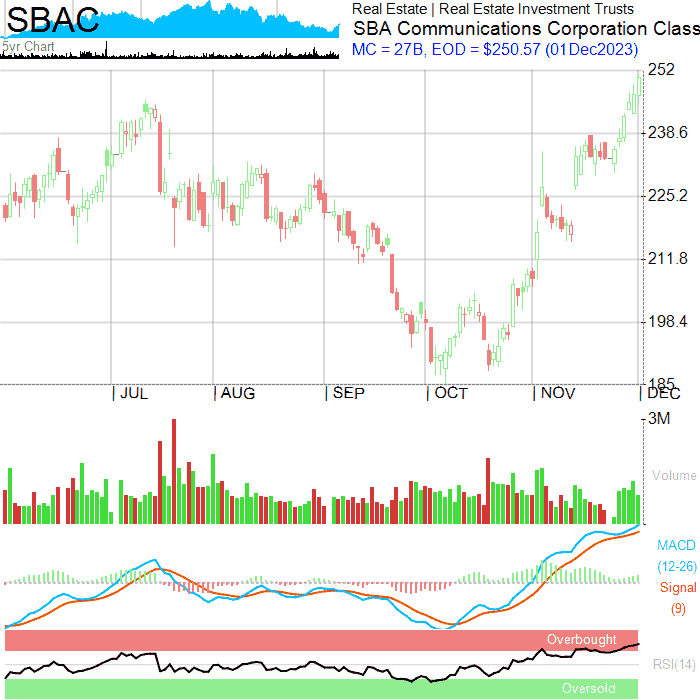 SBAC
5yr Chart
Real Estate | Real Estate Investment Trusts
SBA Communications Corporation Class
MC = 27B, EOD = $250.57 (01Dec2023)
252
238.6
225.2
211.8
198.4
185
JUL AUG SEP OCT NOV DEC
3M
Volume
MACD
(12-26)
Signal
(9)
Overbought
RSI(14)
Oversold